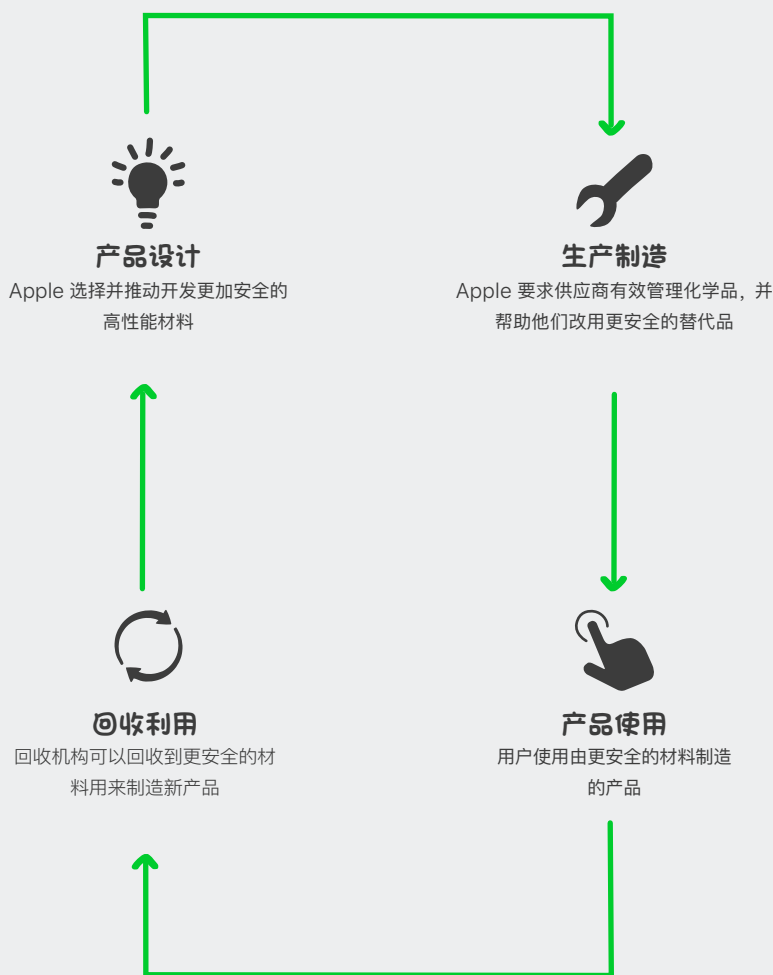 产品设计
Apple 选择并推动开发更加安全的
高性能材料
生产制造
Apple 要求供应商有效管理化学品，并
帮助他们改用更安全的替代品
回收利用
回收机构可以回收到更安全的材
料用来制造新产品
产品使用
用户使用由更安全的材料制造
的产品